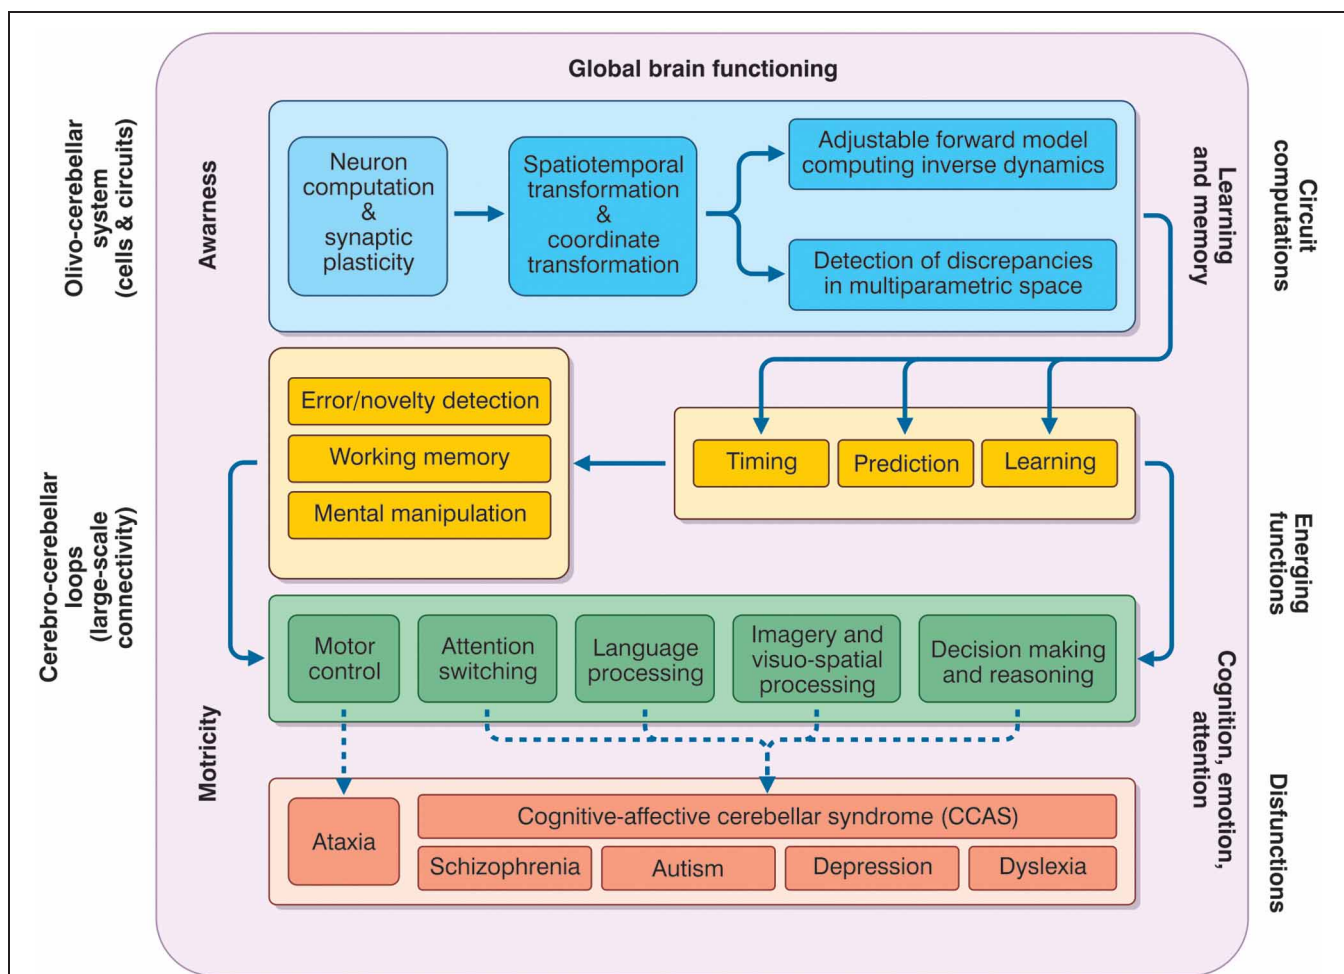 Global brain functioning
Olivo-cerebellar
system
(cells & circuits)
Awarness
Neuron
computation
&
synaptic
plasticity
Spatiotemporal
transformation
&
coordinate
transformation
Adjustable forward model
computing inverse dynamics
Detection of discrepancies
in multiparametric space
Learning
and memory
Circuit
computations
Error/novelty detection
Working memory
Mental manipulation
Timing
Prediction
Learning
Cerebro-cerebellar
loops
(large-scale
connectivity)
Emerging
functions
Motor
control
Attention
switching
Language
processing
Imagery and
visuo-spatial
processing
Decision making
and reasoning
Motricity
Cognition, emotion,
attention
Disfunctions
Ataxia
Cognitive-affective cerebellar syndrome (CCAS)
Schizophrenia
Autism
Depression
Dyslexia